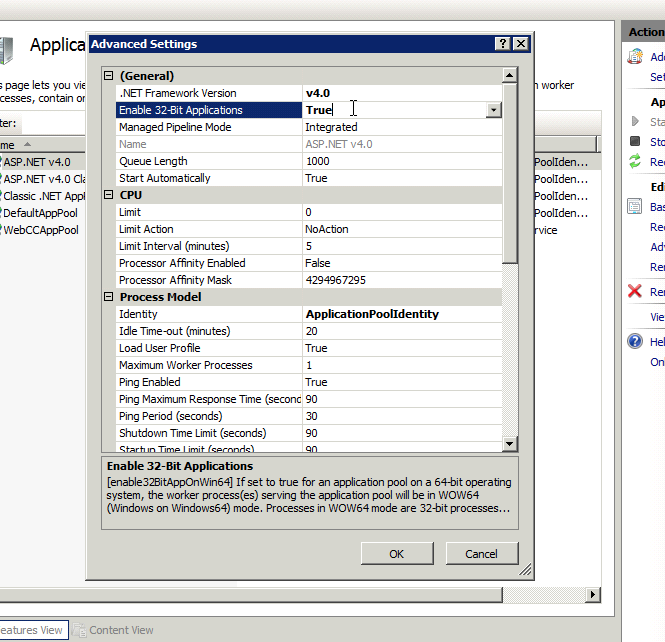 Applica
s page lets you vie
cesses, contain or
ter:
me
ASP.NET v4.0
ASP.NET v4.0 Cla
Classic .NET Appl
DefaultAppPool
WebCCAppPool
Advanced Settings
(General)
.NET Framework Version v4.0
Enable 32-Bit Applications True
Managed Pipeline Mode Integrated
Name ASP.NET v4.0
Queue Length 1000
Start Automatically True
CPU
Limit 0
Limit Action NoAction
Limit Interval (minutes) 5
Processor Affinity Enabled False
Processor Affinity Mask 4294967295
Process Model
Identity ApplicationPoolIdentity
Idle Time-out (minutes) 20
Load User Profile True
Maximum Worker Processes 1
Ping Enabled True
Ping Maximum Response Time (second 90
Ping Period (seconds) 30
Shutdown Time Limit (seconds) 90
Startup Time Limit (seconds) 90
Enable 32-Bit Applications
[enable32BitAppOnWin64] If set to true for an application pool on a 64-bit operating
system, the worker process(es) serving the application pool will be in WOW64
(Windows on Windows64) mode. Processes in WOW64 mode are 32-bit processes...
OK Cancel
worker
PoolIden...
PoolIden...
PoolIden...
PoolIden...
rvice
Action
Add
Set
Ap
Sta
Sto
Rec
Edi
Bas
Rec
Adv
Ren
Ren
Vie
Hel
Onl
eatures View
Content View